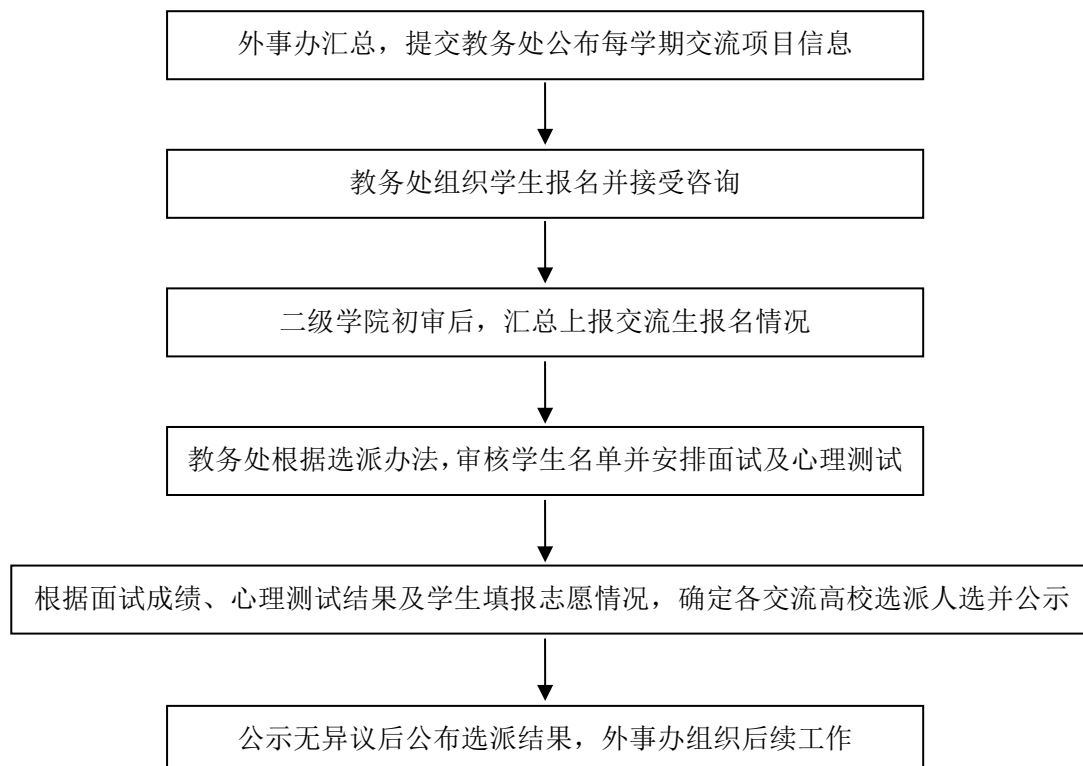 外事办汇总，提交教务处公布每学期交流项目信息
教务处组织学生报名并接受咨询
二级学院初审后，汇总上报交流生报名情况
教务处根据选派办法，审核学生名单并安排面试及心理测试
根据面试成绩、心理测试结果及学生填报志愿情况，确定各交流高校选派人选并公示
公示无异议后公布选派结果，外事办组织后续工作